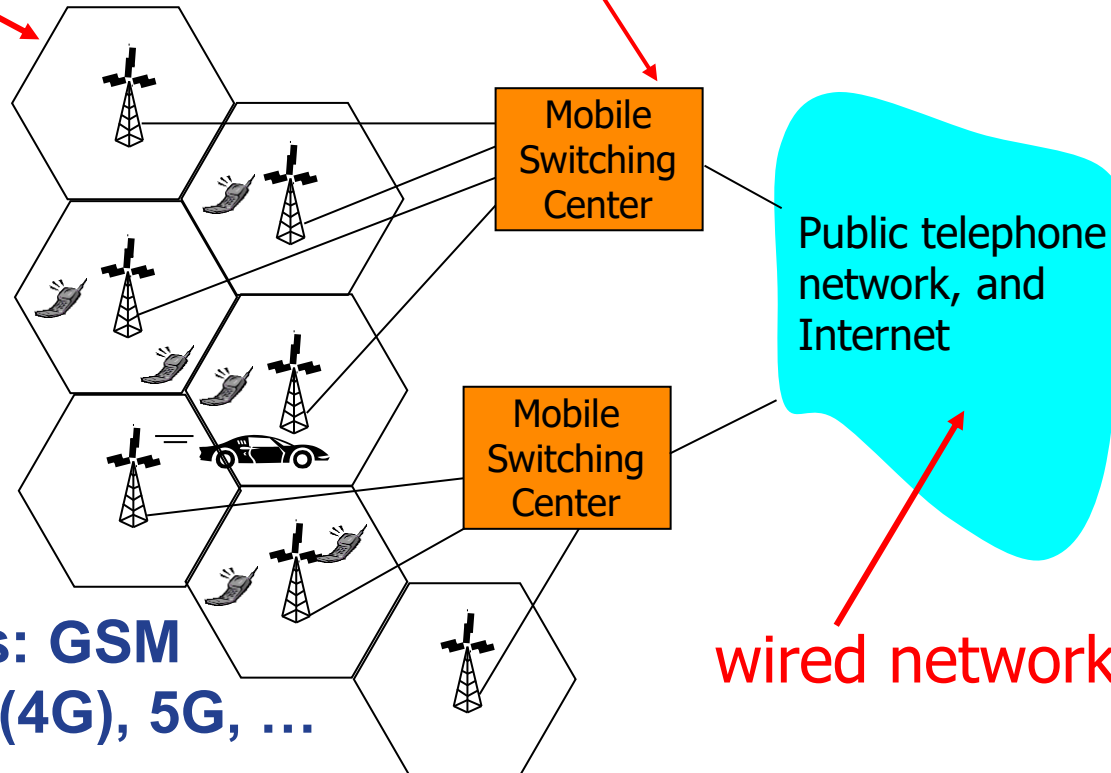 Mobile
Switching
Center
Public telephone
network, and
Internet
Mobile
Switching
Center
s: GSM
(4G), 5G, …
wired network